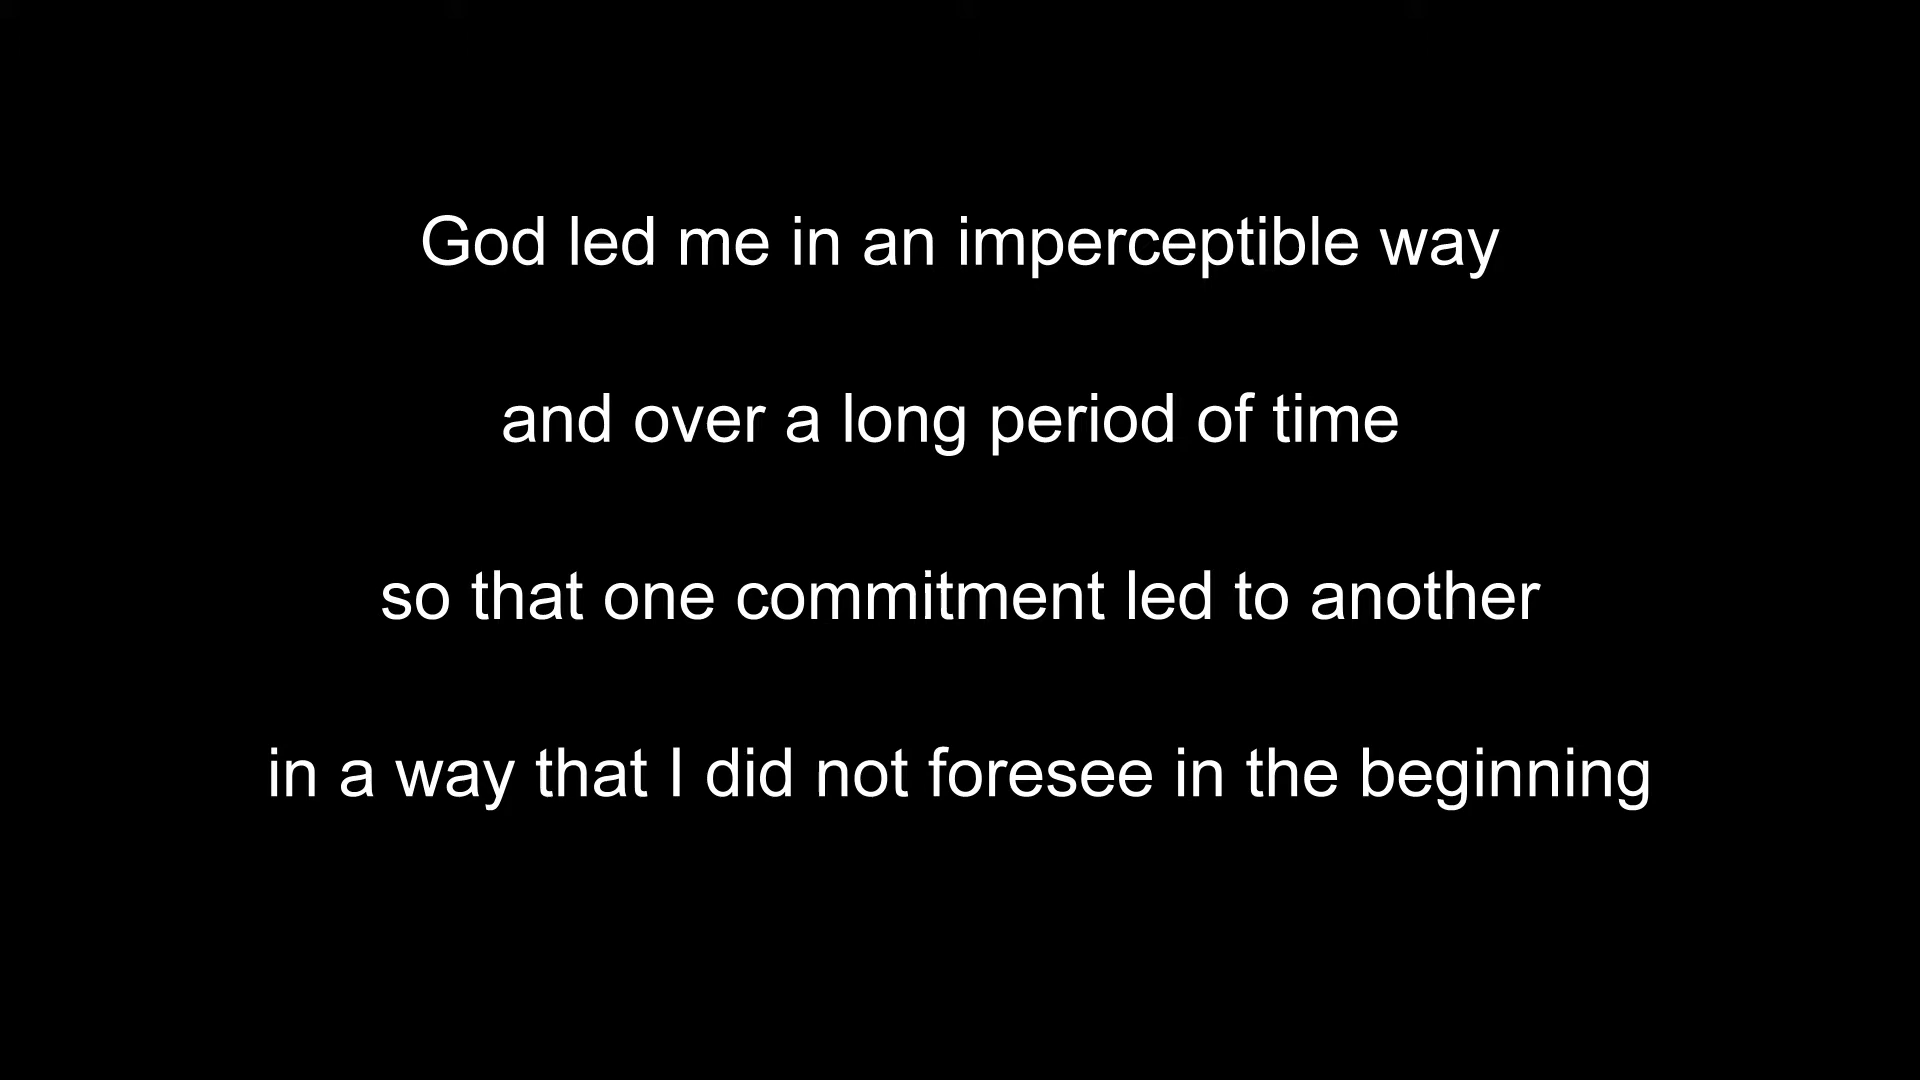 God led me in an imperceptible way
and over a long period of time
so that one commitment led to another
in a way that I did not foresee in the beginning